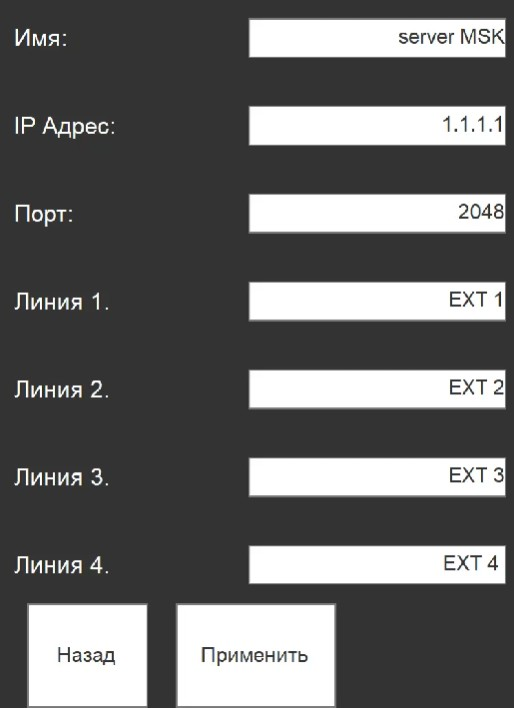 Имя: server MSK
IP Адрес: 1.1.1.1
Порт: 2048
Линия 1. EXT 1
Линия 2. EXT 2
Линия 3. EXT 3
Линия 4. EXT 4
Назад Применить